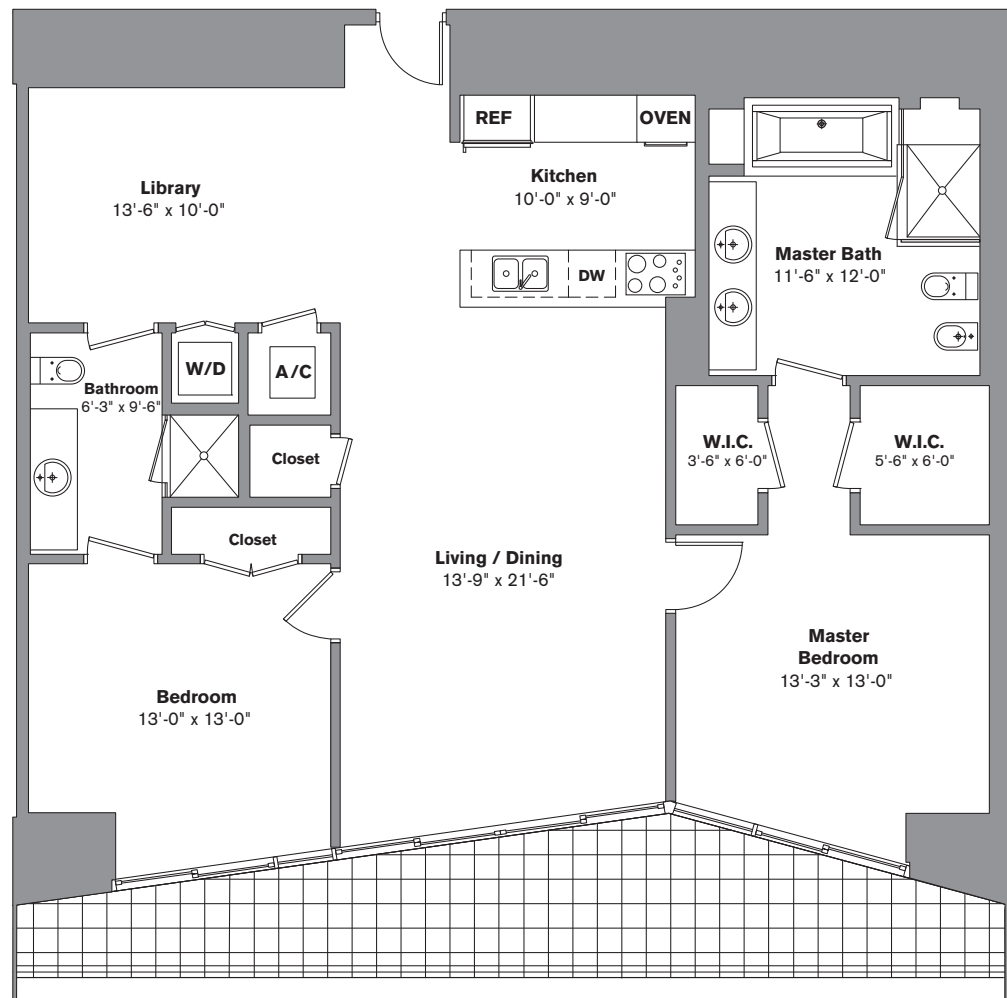 REF
OVEN
Kitchen
10'-0" x 9'-0"
Library
13'-6" x 10'-0"
Master Bath
11'-6" x 12'-0"
DW
W/D
A/C
Bathroom
6'-3" x 9'-6"
Closet
W.I.C.
3'-6" x 6'-0"
W.I.C.
5'-6" x 6'-0"
Closet
Living / Dining
13'-9" x 21'-6"
Master
Bedroom
13'-3" x 13'-0"
Bedroom
13'-0" x 13'-0"